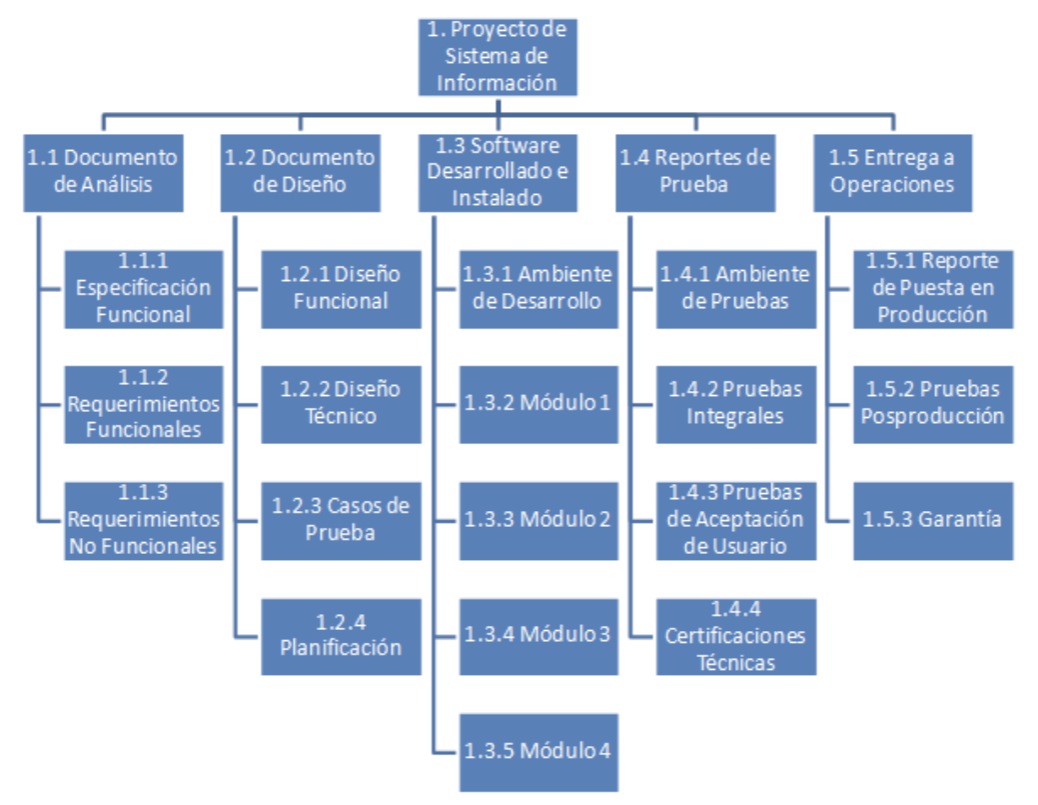 1. Proyecto de
Sistema de
Información
1.1 Documento
de Análisis
1.2 Documento
de Diseño
1.3 Software
Desarrollado e
Instalado
1.4 Reportes de
Prueba
1.5 Entrega a
Operaciones
1.1.1
Especificación
Funcional
1.1.2
Requerimientos
Funcionales
1.1.3
Requerimientos
No Funcionales
1.2.1 Diseño
Funcional
1.2.2 Diseño
Técnico
1.2.3 Casos de
Prueba
1.2.4
Planificación
1.3.1 Ambiente
de Desarrollo
1.3.2 Módulo 1
1.3.3 Módulo 2
1.3.4 Módulo 3
1.3.5 Módulo 4
1.4.1 Ambiente
de Pruebas
1.4.2 Pruebas
Integrales
1.4.3 Pruebas
de Aceptación
de Usuario
1.4.4
Certificaciones
Técnicas
1.5.1 Reporte
de Puesta en
Producción
1.5.2 Pruebas
Posproducción
1.5.3 Garantía